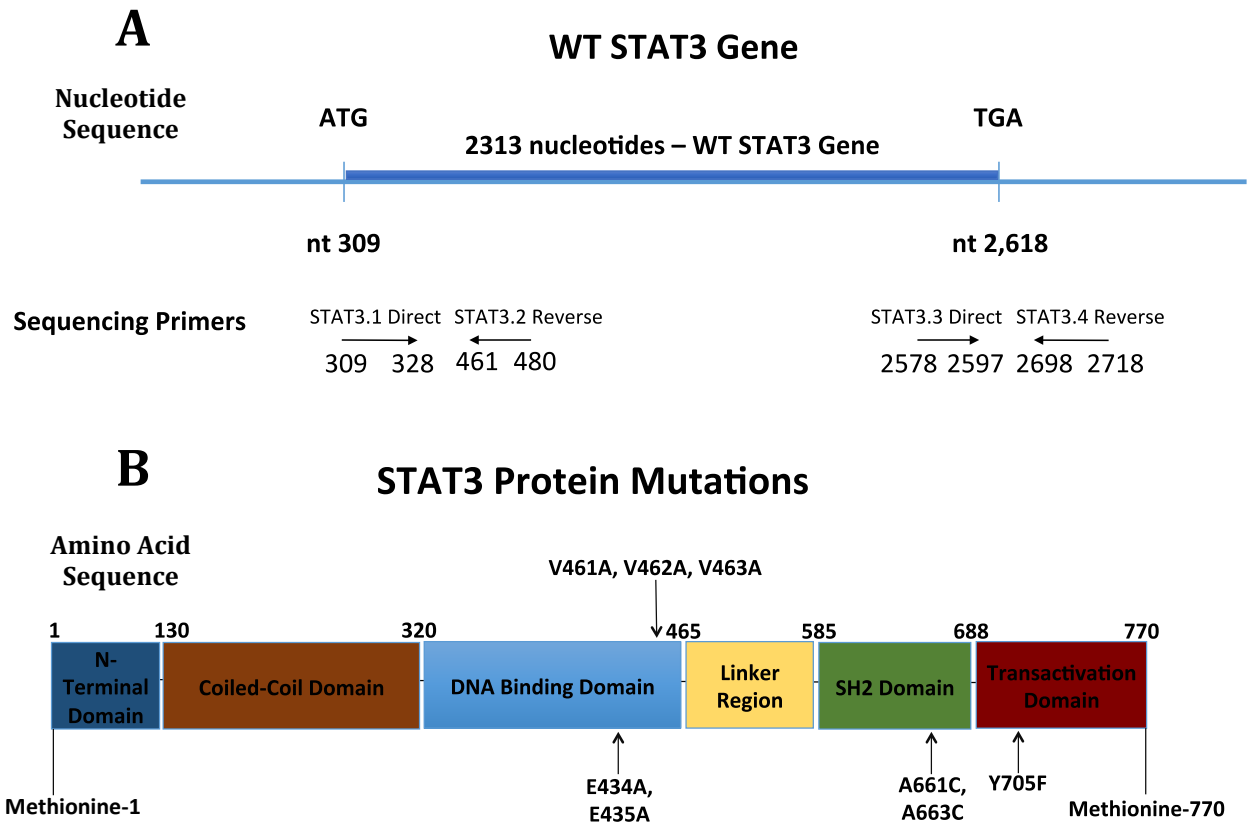 A
WT STAT3 Gene
Nucleotide
Sequence
ATG
TGA
2313 nucleotides – WT STAT3 Gene
nt 309
nt 2,618
Sequencing Primers
STAT3.1 Direct
STAT3.2 Reverse
STAT3.3 Direct
STAT3.4 Reverse
309
328
461
480
2578
2597
2698
2718
B
STAT3 Protein Mutations
Amino Acid
Sequence
V461A, V462A, V463A
1
130
320
465
585
688
770
N-
Terminal
Domain
Coiled-Coil Domain
DNA Binding Domain
Linker
Region
SH2 Domain
Transactivation
Domain
Methionine-1
E434A,
E435A
A661C,
A663C
Y705F
Methionine-770